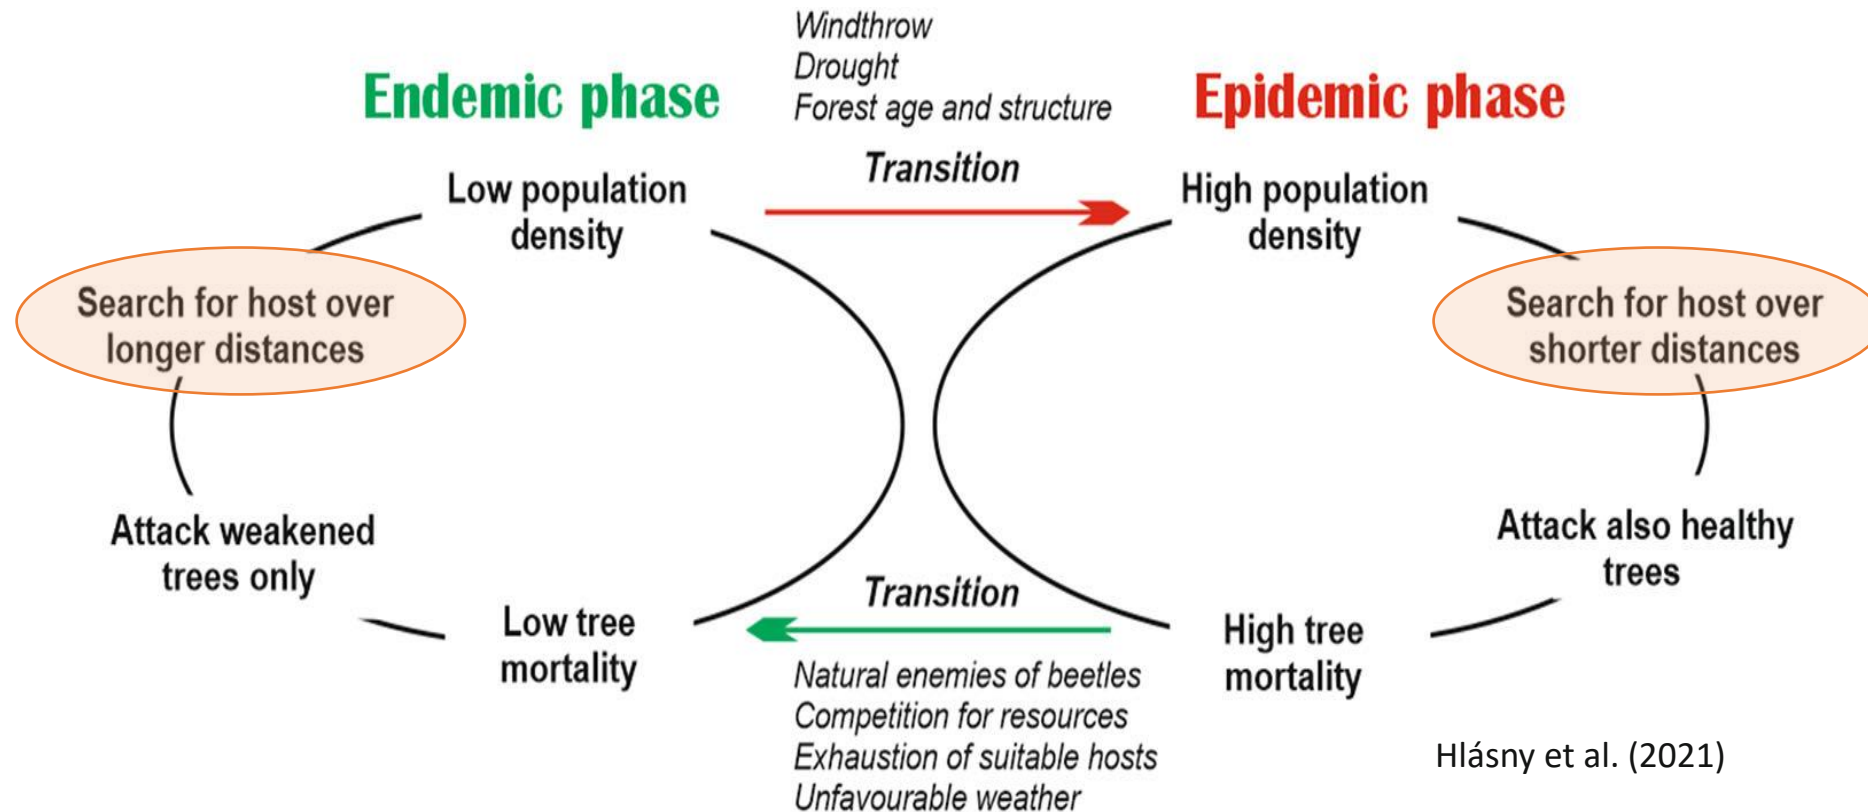 Windthrow
Drought
Forest age and structure
Endemic phase
Epidemic phase
Transition
Low population
density
High population
density
Search for host over
longer distances
Search for host over
shorter distances
Attack weakened
trees only
Attack also healthy
trees
Transition
Low tree
mortality
High tree
mortality
Natural enemies of beetles
Competition for resources
Exhaustion of suitable hosts
Unfavourable weather
Hlásny et al. (2021)